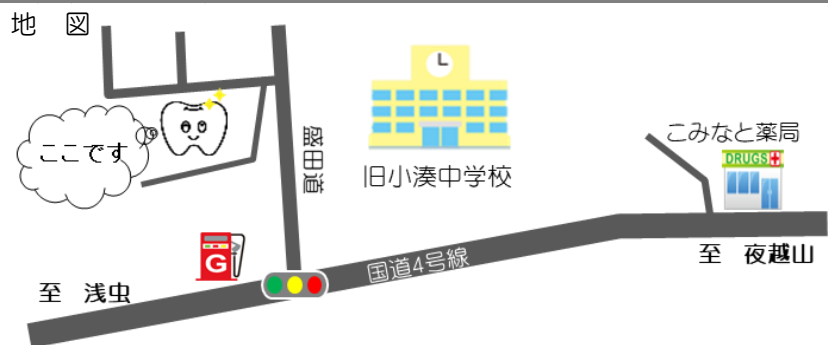 地　図
ここです
盛田道
旧小湊中学校
こみなと薬局
DRUGS
G
国道4号線
至　浅虫
至　夜越山